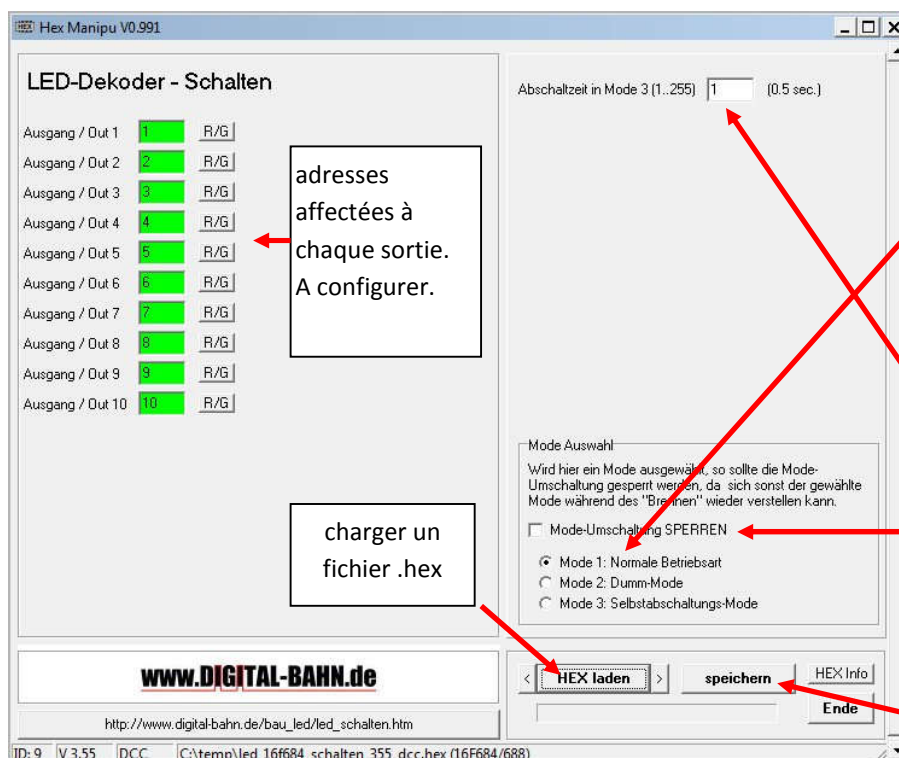 HEX Hex Manipu V0.991
LED-Dekoder - Schalten
Ausgang / Out 1 1 R/G
Ausgang / Out 2 2 R/G
Ausgang / Out 3 3 R/G
Ausgang / Out 4 4 R/G
Ausgang / Out 5 5 R/G
Ausgang / Out 6 6 R/G
Ausgang / Out 7 7 R/G
Ausgang / Out 8 8 R/G
Ausgang / Out 9 9 R/G
Ausgang / Out 10 10 R/G
adresses
affectées à
chaque sortie.
A configurer.
charger un
fichier .hex
Abschaltzeit in Mode 3 (1..255) 1 (0.5 sec.)
Mode Auswahl
Wird hier ein Mode ausgewählt, so sollte die Mode-
Umschaltung gesperrt werden, da sich sonst der gewählte
Mode während des "Brennen" wieder verstellen kann.
Mode-Umschaltung SPERREN
Mode 1: Normale Betriebsart
Mode 2: Dumm-Mode
Mode 3: Selbstabschaltungs-Mode
www.DIGITAL-BAHN.de
http://www.digital-bahn.de/bau_led/led_schalten.htm
< HEX laden > speichern HEX Info
Ende
ID: 9 V 3.55 DCC C:\temp\led_16f684_schalten_355_dcc.hex (16F684/688)